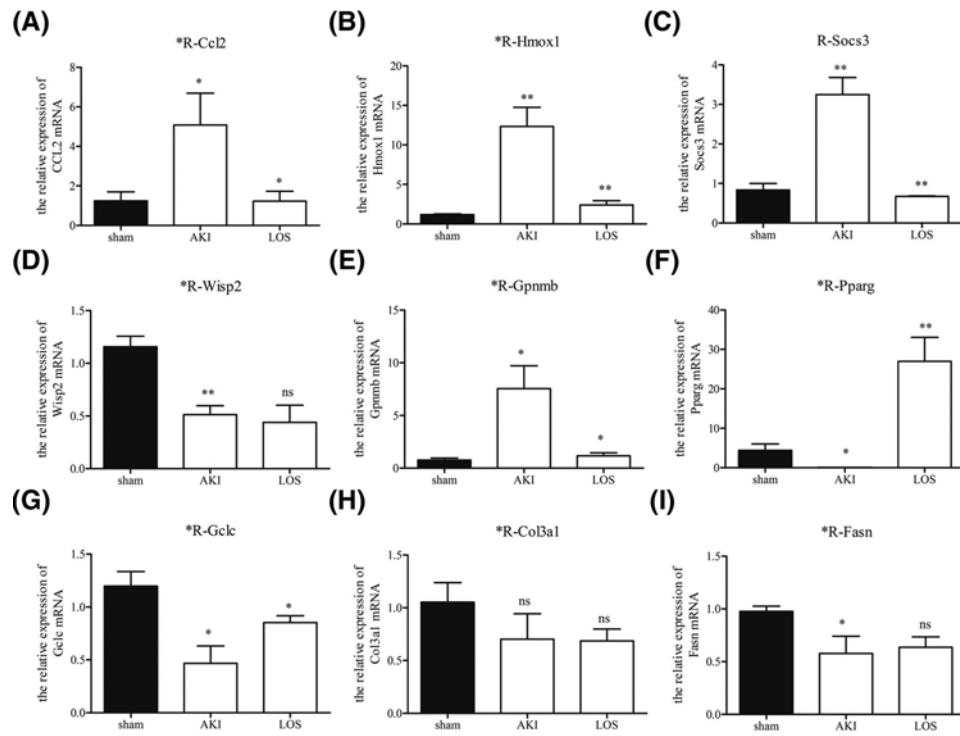 (A)
*R-Ccl2
the relative expression of
CCL2 mRNA
8
6
4
2
0
*
*
sham
AKI
LOS
(B)
*R-Hmox1
the relative expression of
Hmox1 mRNA
20
15
10
5
0
**
**
sham
AKI
LOS
(C)
R-Socs3
the relative expression of
Socs3 mRNA
4
3
2
1
0
**
**
sham
AKI
LOS
(D)
*R-Wisp2
the relative expression of
Wisp2 mRNA
1.5
1.0
0.5
0.0
**
ns
sham
AKI
LOS
(E)
*R-Gpnmb
the relative expression of
Gpnmb mRNA
15
10
5
0
*
*
sham
AKI
LOS
(F)
*R-Pparg
the relative expression of
Pparg mRNA
40
30
20
10
0
*
**
sham
AKI
LOS
(G)
*R-Gclc
the relative expression of
Gclc mRNA
1.5
1.0
0.5
0.0
*
*
sham
AKI
LOS
(H)
*R-Col3a1
the relative expression of
Col3a1 mRNA
1.5
1.0
0.5
0.0
ns
ns
sham
AKI
LOS
(I)
*R-Fasn
the relative expression of
Fasn mRNA
1.5
1.0
0.5
0.0
*
ns
sham
AKI
LOS